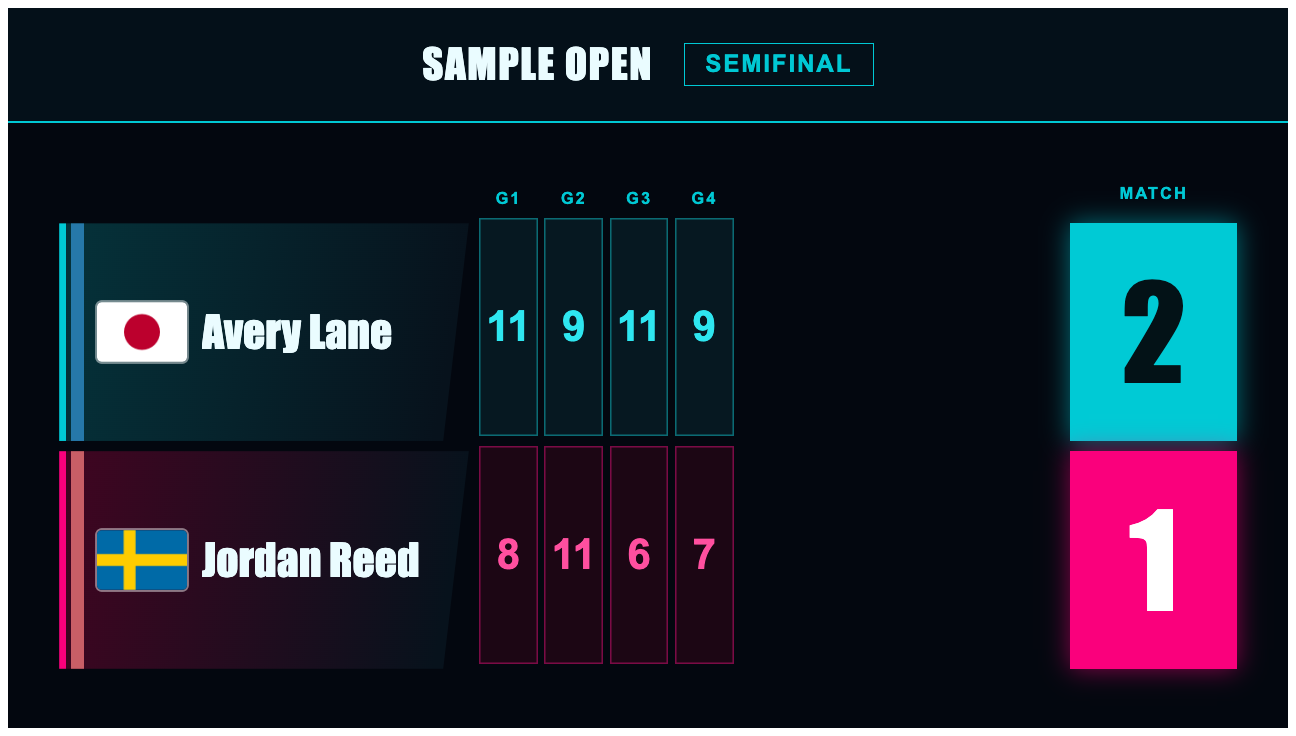 SAMPLE OPEN SEMIFINAL
G1 G2 G3 G4 MATCH
Avery Lane 11 9 11 9 2
Jordan Reed 8 11 6 7 1